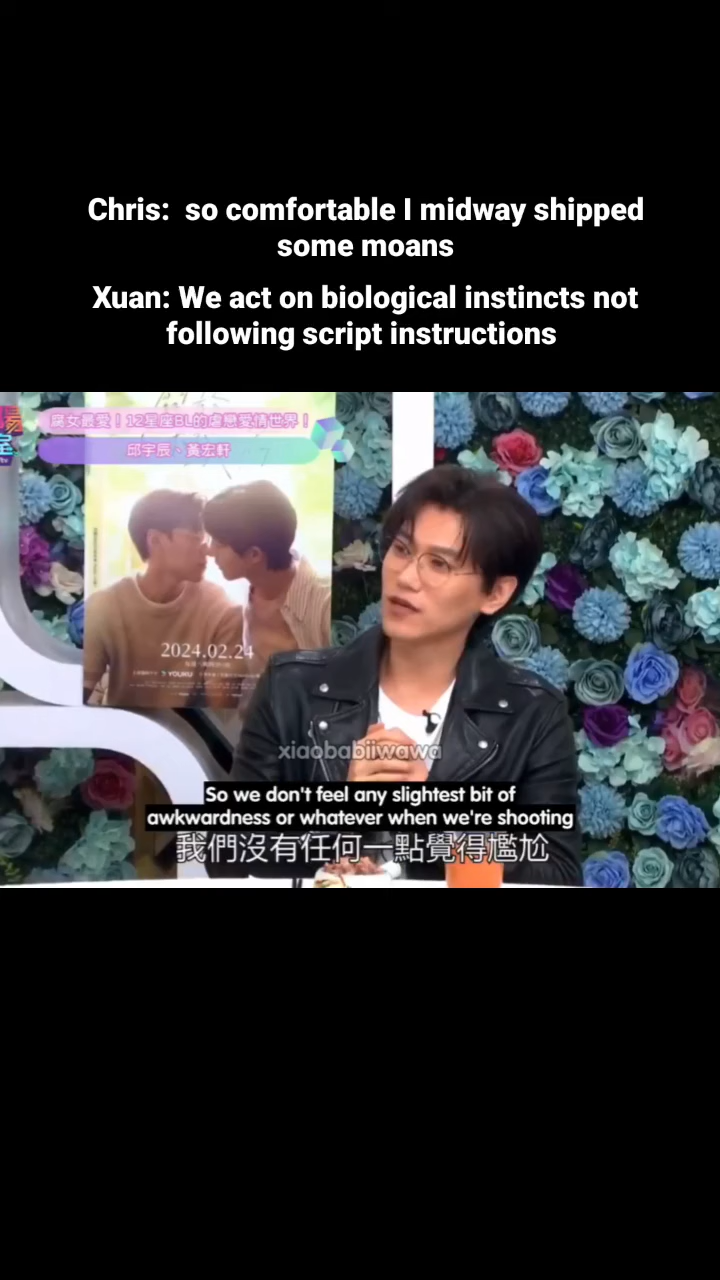 Chris:  so comfortable I midway shipped
some moans
Xuan: We act on biological instincts not
following script instructions
腐女最愛！12星座BL的虐戀愛情世界！
邱宇辰、黃宏軒
2024.02.24
YOUKU
xiaobabiiwawa
So we don't feel any slightest bit of
awkwardness or whatever when we're shooting
我們沒有任何一點覺得尷尬